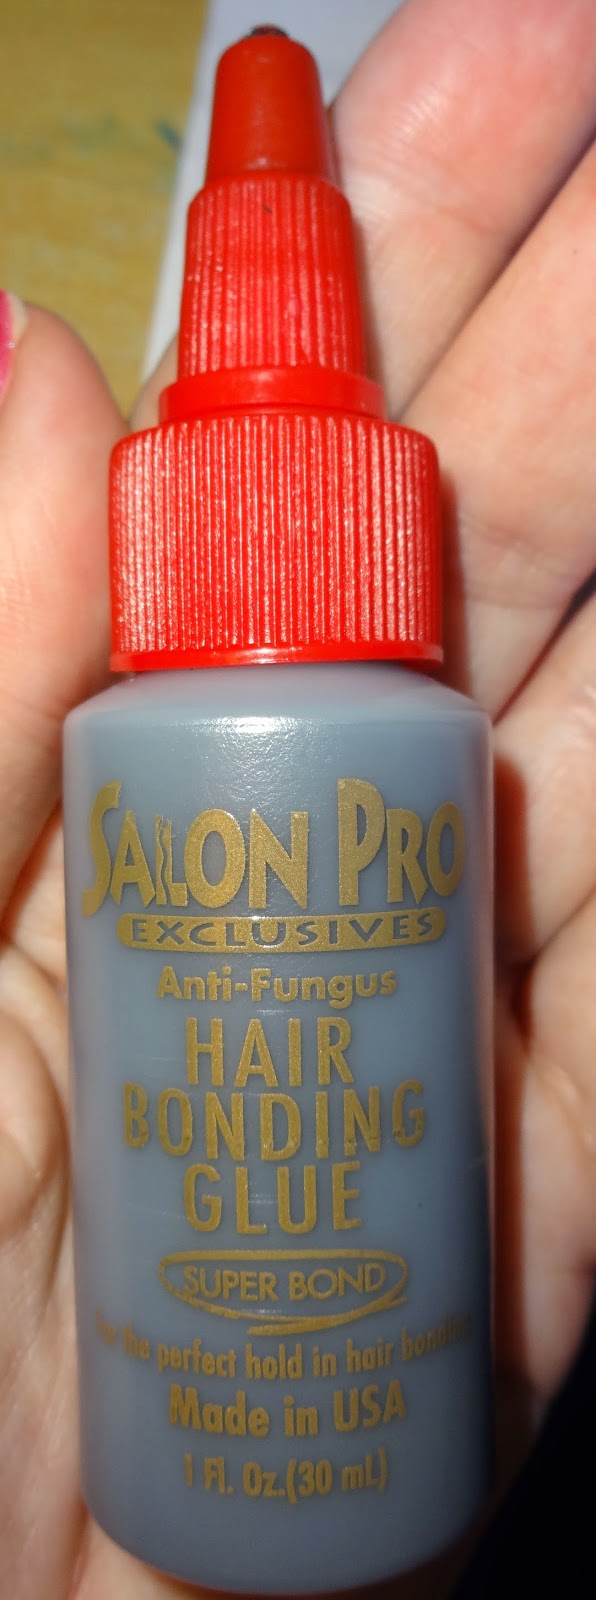 SALON PRO
EXCLUSIVES
Anti-Fungus
HAIR
BONDING
GLUE
SUPER BOND
the perfect hold in hair bonding
Made in USA
1 Fl. Oz.(30 mL)